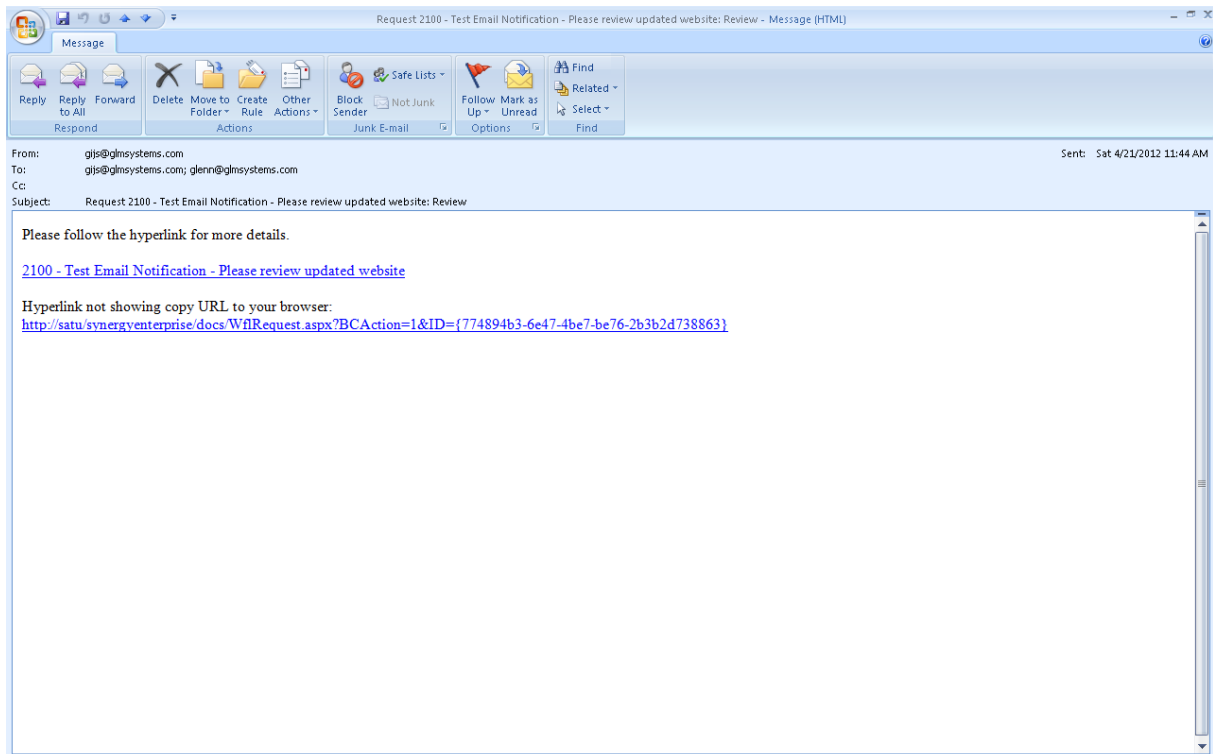 Request 2100 - Test Email Notification - Please review updated website: Review - Message (HTML)
Message
Reply
Reply to All
Forward
Delete
Move to Folder
Create Rule
Other Actions
Block Sender
Safe Lists
Not Junk
Follow Up
Mark as Unread
Find
Related
Select
Respond
Actions
Junk E-mail
Options
Find
From: gijs@glmsystems.com
Sent: Sat 4/21/2012 11:44 AM
To: gijs@glmsystems.com; glenn@glmsystems.com
Cc:
Subject: Request 2100 - Test Email Notification - Please review updated website: Review
Please follow the hyperlink for more details.
2100 - Test Email Notification - Please review updated website
Hyperlink not showing copy URL to your browser:
http://satu/synergyenterprise/docs/WflRequest.aspx?BCAction=1&ID={774894b3-6e47-4be7-be76-2b3b2d738863}